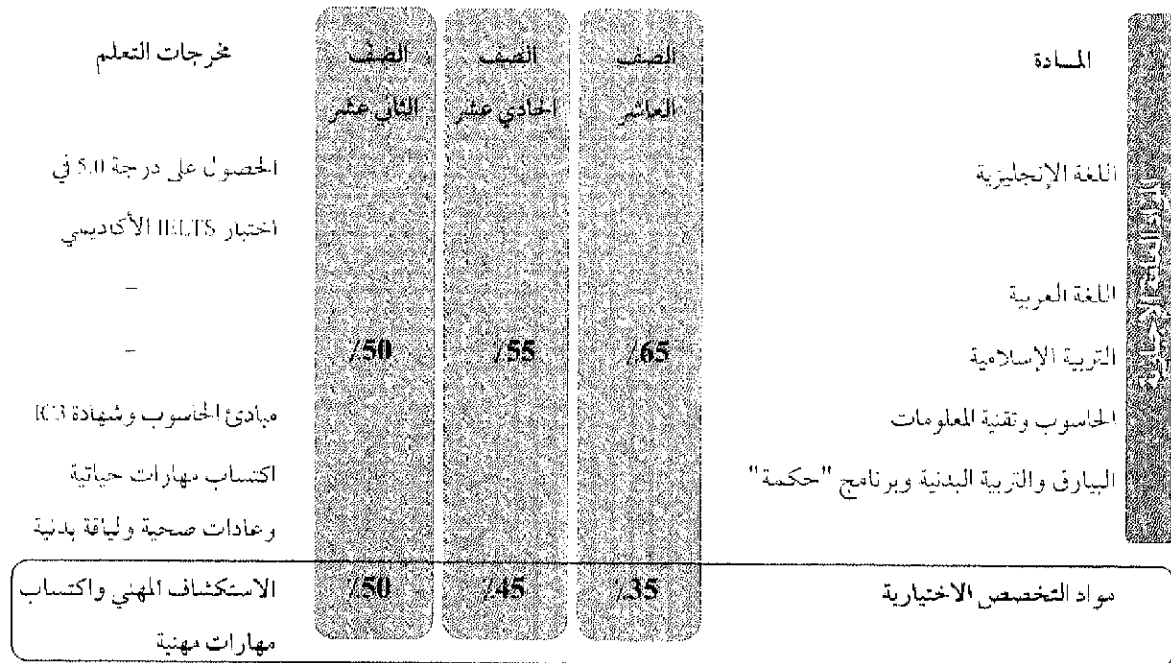 المادة
الصف العاشر
الصف الحادي عشر
الصف الثاني عشر
مخرجات التعلم
اللغة الإنجليزية
الحصول على درجة 5.0 في
اختبار IELTS الأكاديمي
اللغة العربية
–
التربية الإسلامية
65٪
55٪
50٪
–
الحاسوب وتقنية المعلومات
مبادئ الحاسوب وشهادة IC3
البيارق والتربية البدنية وبرنامج "حكمة"
اكتساب مهارات حياتية
وعادات صحية ولياقة بدنية
مواد التخصص الاختيارية
35٪
45٪
50٪
الاستكشاف المهني واكتساب
مهارات مهنية